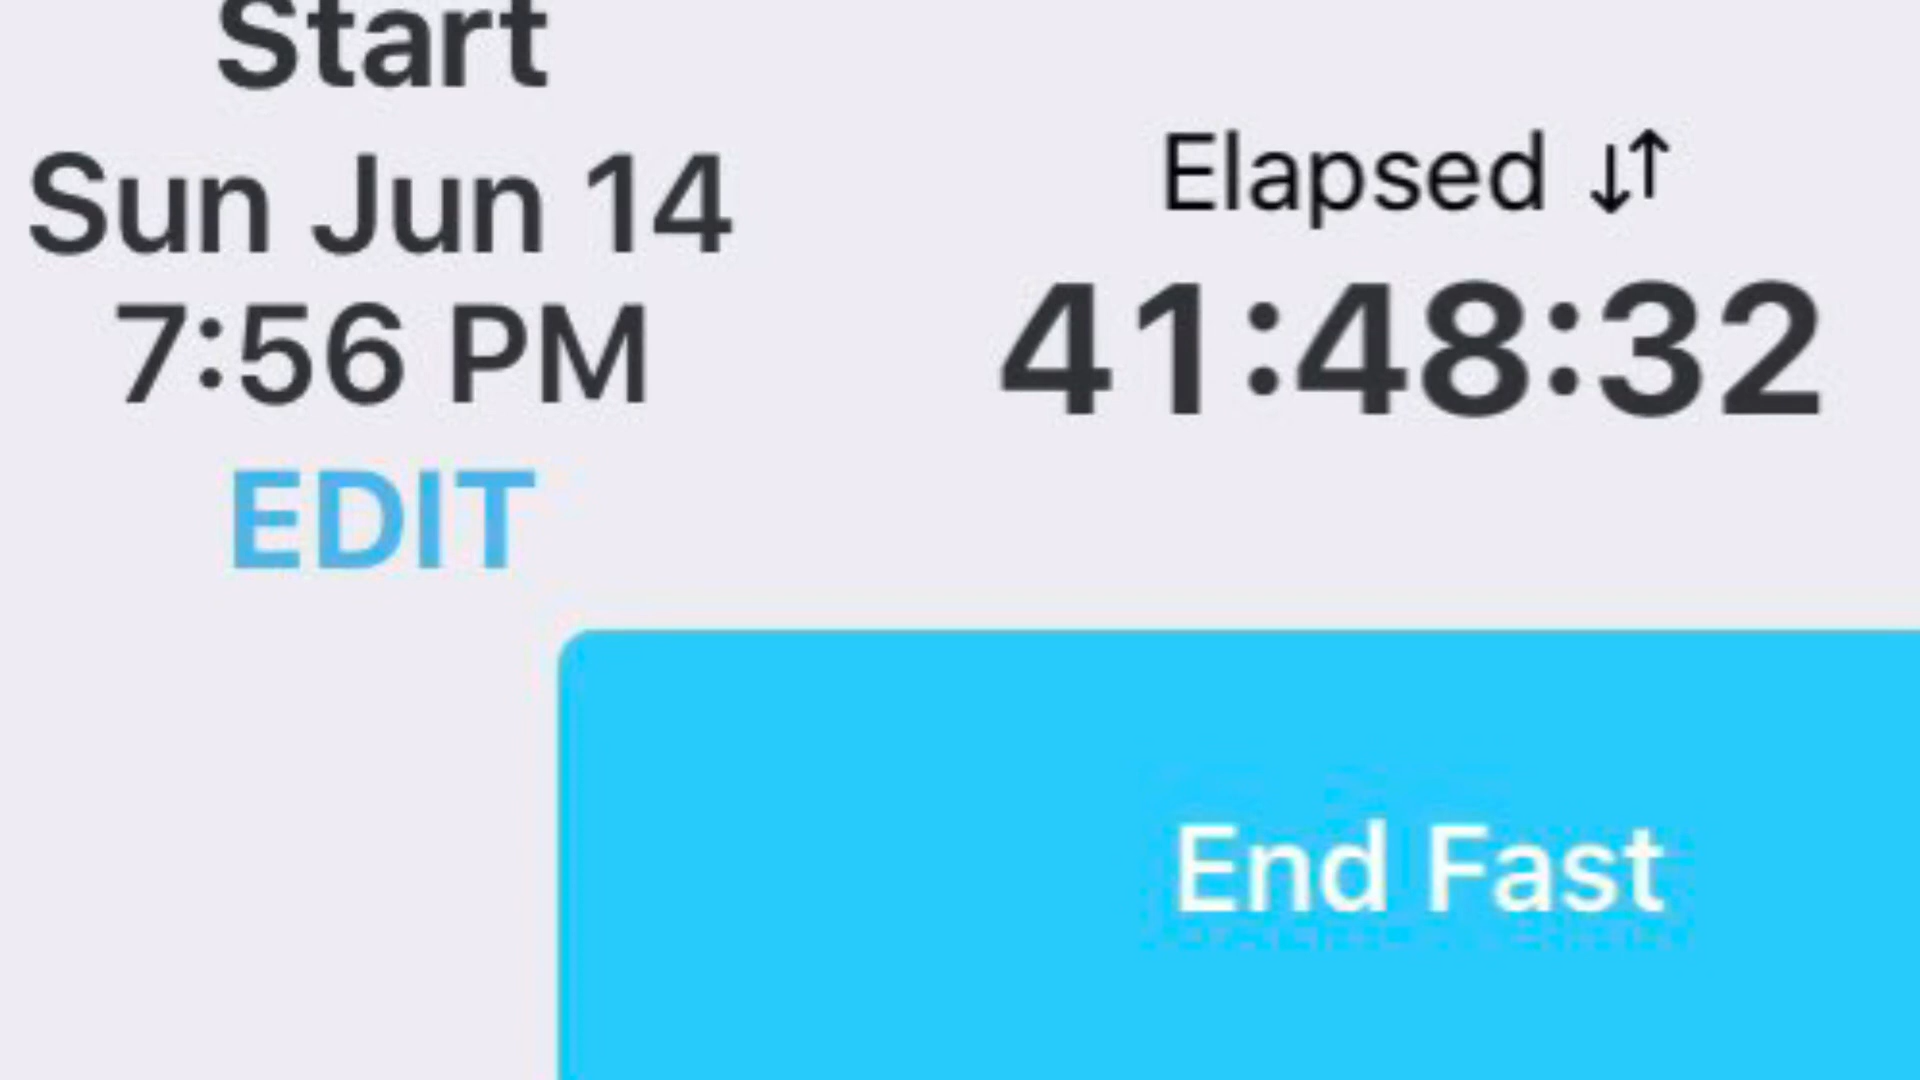 Start
Sun Jun 14
7:56 PM
EDIT
Elapsed ↓↑
41:48:32
End Fast